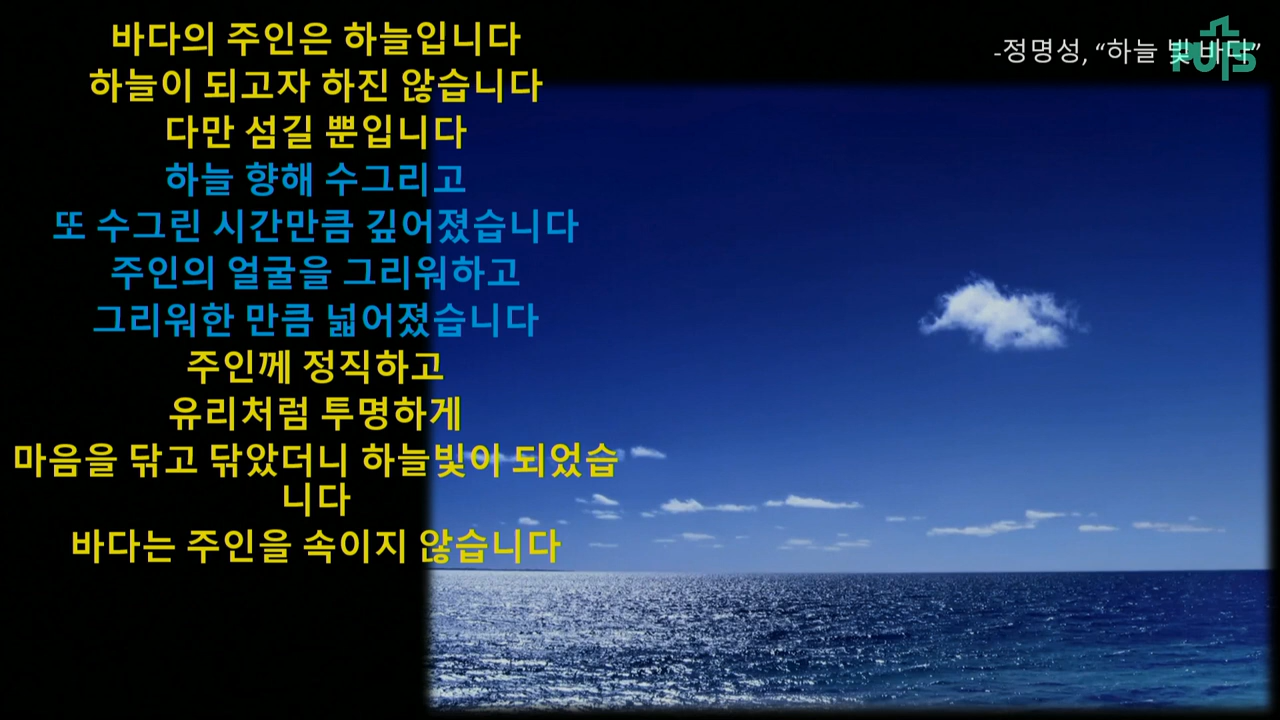 바다의 주인은 하늘입니다
하늘이 되고자 하진 않습니다
다만 섬길 뿐입니다
하늘 향해 수그리고
또 수그린 시간만큼 깊어졌습니다
주인의 얼굴을 그리워하고
그리워한 만큼 넓어졌습니다
주인께 정직하고
유리처럼 투명하게
마음을 닦고 닦았더니 하늘빛이 되었습
니다
바다는 주인을 속이지 않습니다
-정명성, “하늘 빛 바다”
PUTS